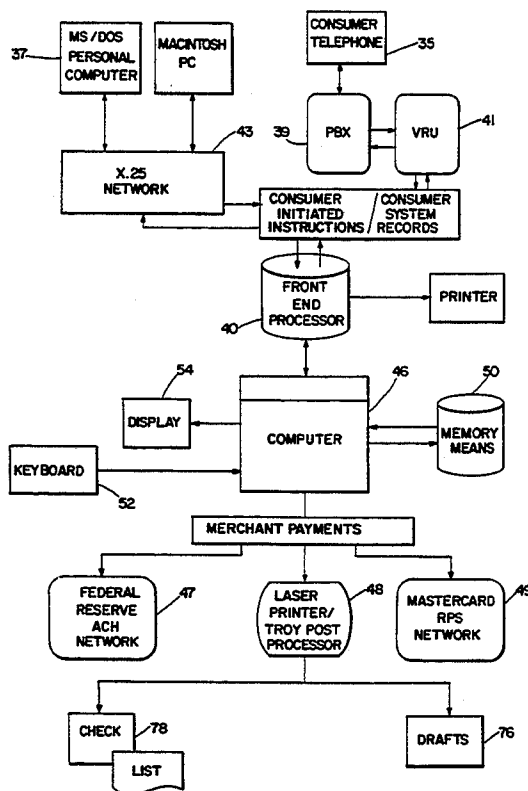 MS/DOS
PERSONAL
COMPUTER
37
MACINTOSH
PC
CONSUMER
TELEPHONE
35
43
39
PBX
VRU
41
X.25
NETWORK
CONSUMER
INITIATED
INSTRUCTIONS
/
CONSUMER
SYSTEM
RECORDS
FRONT
END
PROCESSOR
40
PRINTER
54
DISPLAY
46
COMPUTER
50
MEMORY
MEANS
KEYBOARD
52
MERCHANT PAYMENTS
FEDERAL
RESERVE
ACH
NETWORK
47
LASER
PRINTER/
TROY POST
PROCESSOR
48
MASTERCARD
RPS
NETWORK
49
CHECK
78
LIST
DRAFTS
76